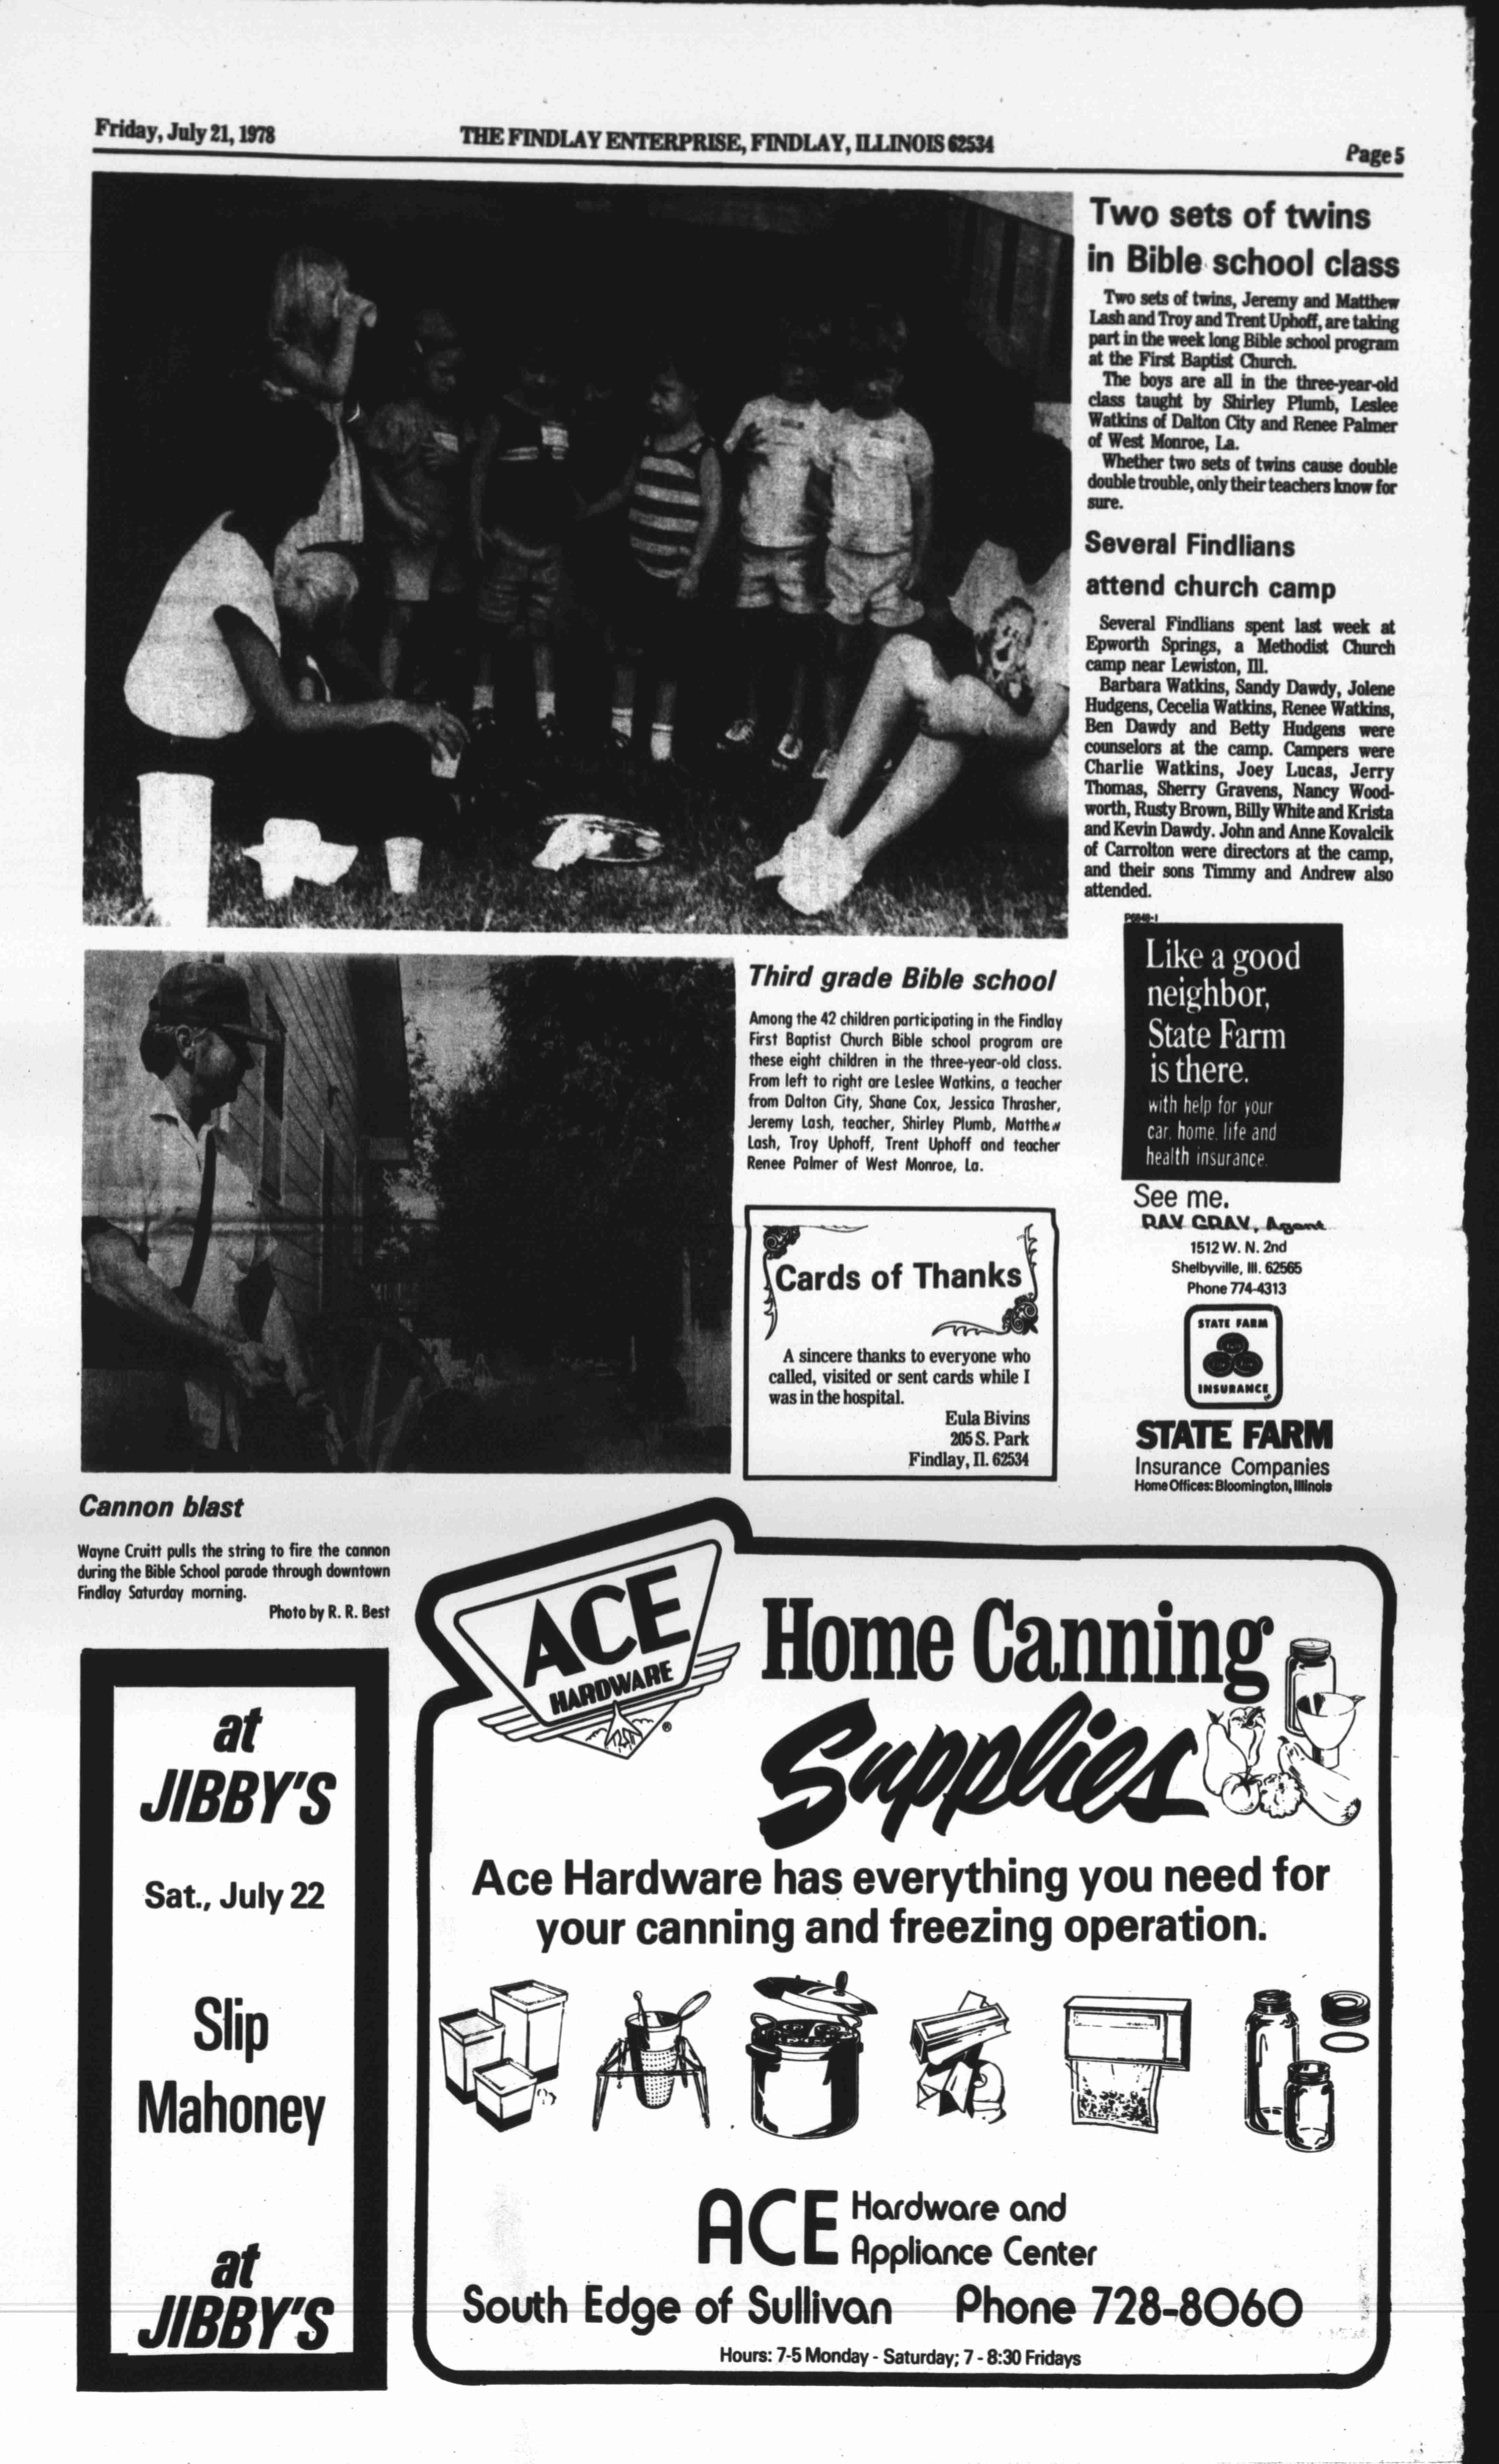 Friday, July 21, 1978
THE FINDLAY ENTERPRISE, FINDLAY, ILLINOIS 62534
Page 5
Two sets of twins
in Bible school class
Two sets of twins, Jeremy and Matthew
Lash and Troy and Trent Uphoff, are taking
part in the week long Bible school program
at the First Baptist Church.
The boys are all in the three-year-old
class taught by Shirley Plumb, Leslee
Watkins of Dalton City and Renee Palmer
of West Monroe, La.
Whether two sets of twins cause double
double trouble, only their teachers know for
sure.
Several Findlians
attend church camp
Several Findlians spent last week at
Epworth Springs, a Methodist Church
camp near Lewiston, Ill.
Barbara Watkins, Sandy Dawdy, Jolene
Hudgens, Cecelia Watkins, Renee Watkins,
Ben Dawdy and Betty Hudgens were
counselors at the camp. Campers were
Charlie Watkins, Joey Lucas, Jerry
Thomas, Sherry Gravens, Nancy Wood-
worth, Rusty Brown, Billy White and Krista
and Kevin Dawdy. John and Anne Kovalcik
of Carrolton were directors at the camp,
and their sons Timmy and Andrew also
attended.
Third grade Bible school
Among the 42 children participating in the Findlay
First Baptist Church Bible school program are
these eight children in the three-year-old class.
From left to right are Leslee Watkins, a teacher
from Dalton City, Shane Cox, Jessica Thrasher,
Jeremy Lash, teacher, Shirley Plumb, Matthew
Lash, Troy Uphoff, Trent Uphoff and teacher
Renee Palmer of West Monroe, La.
Cards of Thanks
A sincere thanks to everyone who
called, visited or sent cards while I
was in the hospital.
Eula Bivins
205 S. Park
Findlay, Il. 62534
P6840-1
Like a good
neighbor,
State Farm
is there.
with help for your
car, home, life and
health insurance.
See me.
RAY GRAY, Agent
1512 W. N. 2nd
Shelbyville, Ill. 62565
Phone 774-4313
STATE FARM
INSURANCE
STATE FARM
Insurance Companies
Home Offices: Bloomington, Illinois
Cannon blast
Wayne Cruitt pulls the string to fire the cannon
during the Bible School parade through downtown
Findlay Saturday morning.
Photo by R. R. Best
at
JIBBY'S
Sat., July 22
Slip
Mahoney
at
JIBBY'S
ACE
HARDWARE
®
Home Canning
Supplies
Ace Hardware has everything you need for
your canning and freezing operation.
ACE Hardware and
Appliance Center
South Edge of Sullivan Phone 728-8060
Hours: 7-5 Monday - Saturday; 7 - 8:30 Fridays